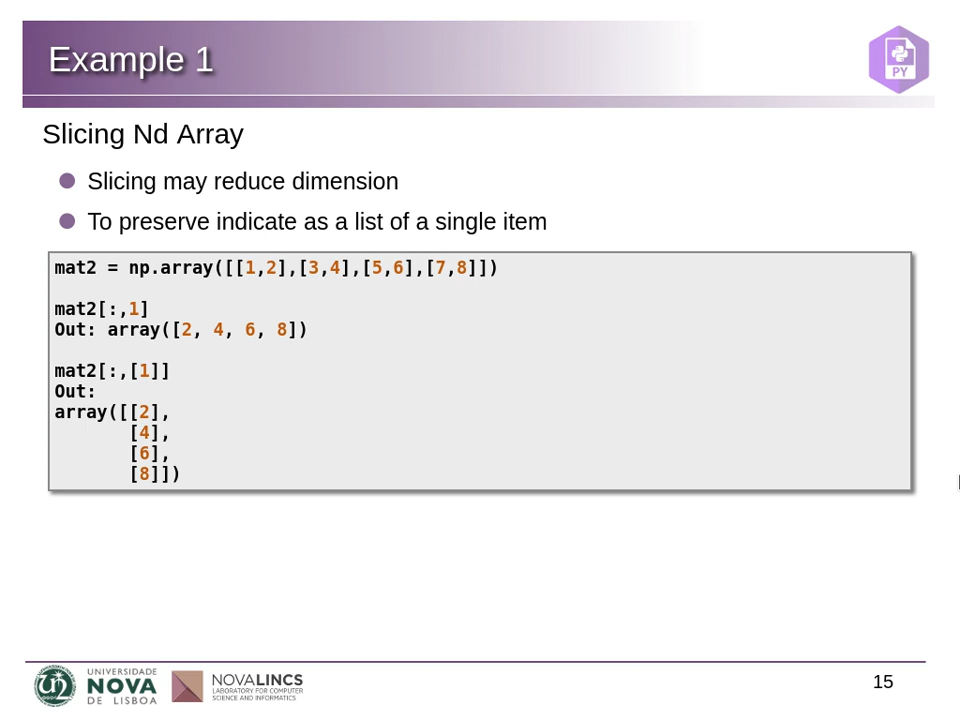 Example 1
PY
Slicing Nd Array
Slicing may reduce dimension
To preserve indicate as a list of a single item
mat2 = np.array([[1,2],[3,4],[5,6],[7,8]])
mat2[:,1]
Out: array([2, 4, 6, 8])
mat2[:,[1]]
Out:
array([[2],
       [4],
       [6],
       [8]])
UNIVERSIDADE
NOVA
DE LISBOA
NOVALINCS
LABORATORY FOR COMPUTER
SCIENCE AND INFORMATICS
15